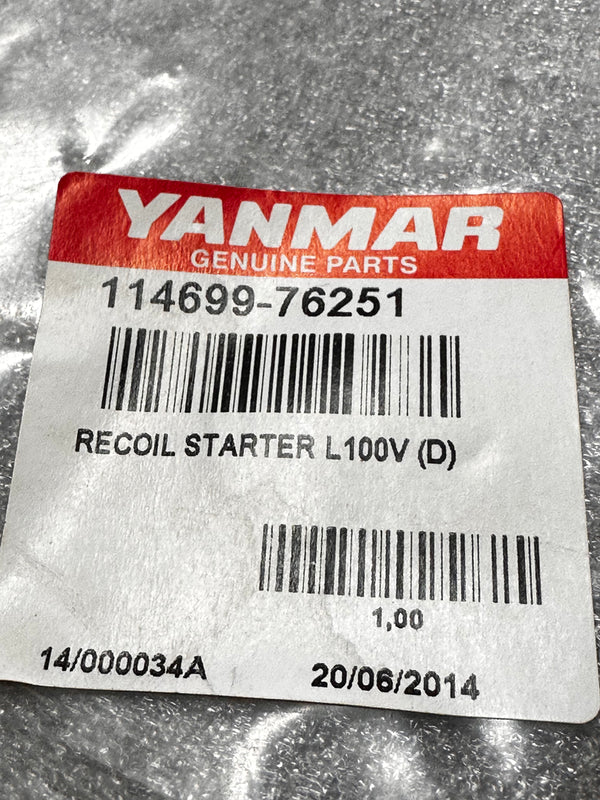 YANMAR
GENUINE PARTS
114699-76251
RECOIL STARTER L100V (D)
1,00
14/000034A
20/06/2014